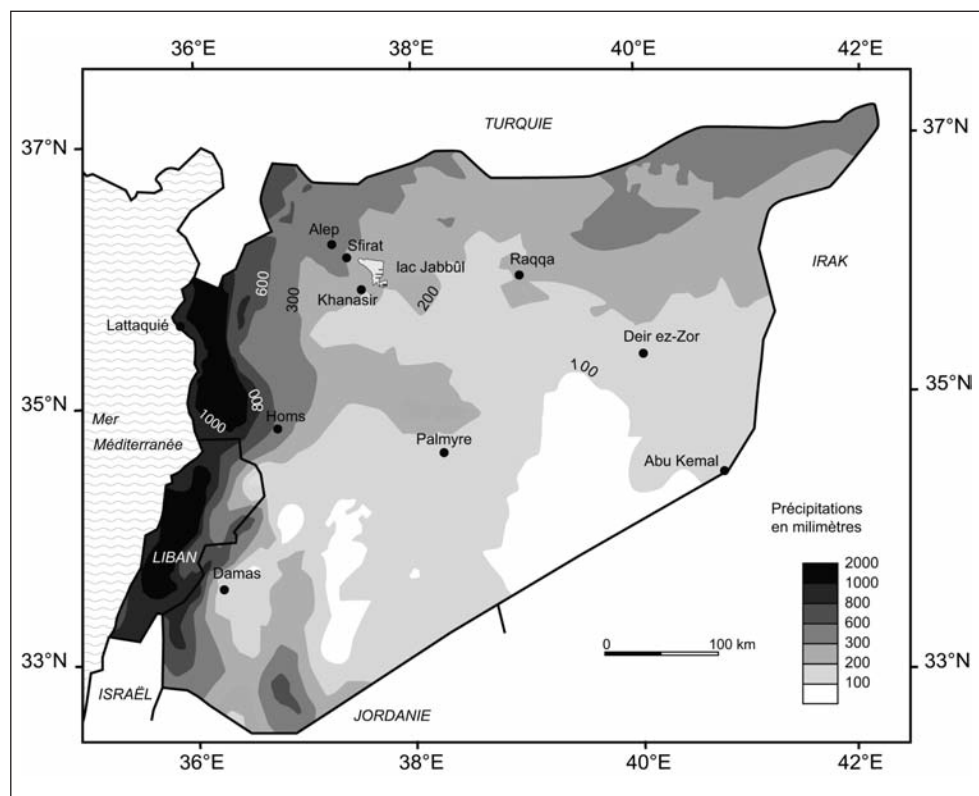 36°E 38°E 40°E 42°E
TURQUIE
37°N 37°N
Alep
Sfirat
lac Jabbûl
Raqqa
IRAK
600
300
200
Khanasir
Lattaquié
Deir ez-Zor
100
35°N 35°N
800
1000
Homs
Mer
Méditerranée
Palmyre
Abu Kemal
Précipitations
en milimètres
LIBAN
Damas
2000
1000
800
600
300
200
100
0 100 km
33°N 33°N
ISRAËL
JORDANIE
36°E 38°E 40°E 42°E